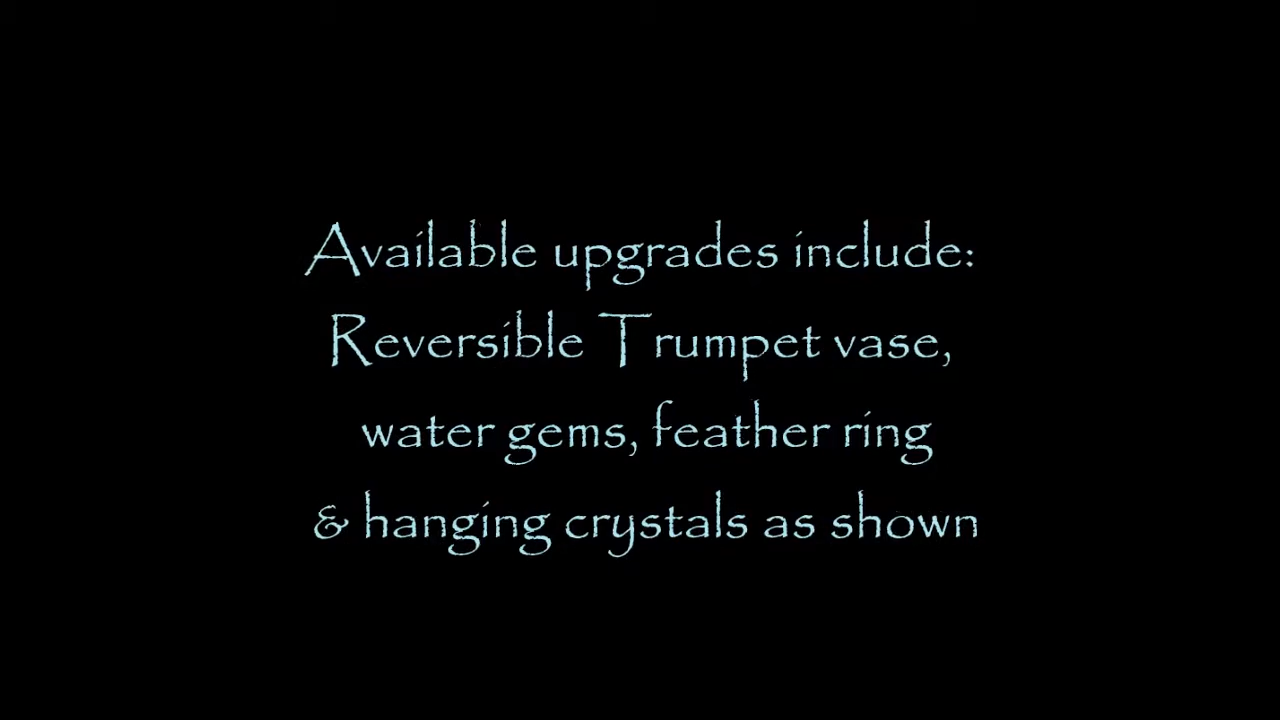 Available upgrades include:
Reversible Trumpet vase,
water gems, feather ring
& hanging crystals as shown